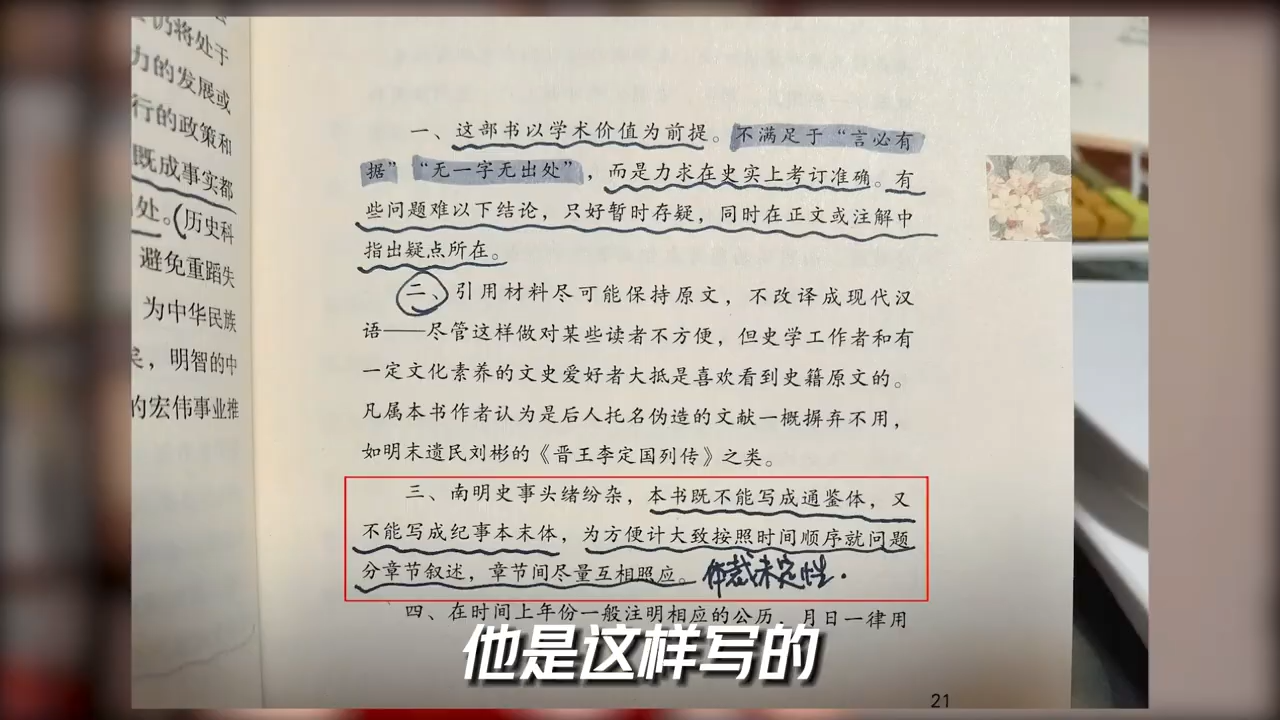 仍将处于
力的发展或
行的政策和
既成事实都
处。(历史科
避免重蹈失
为中华民族
矣，明智的中
的宏伟事业推
一、这部书以学术价值为前提。不满足于“言必有
据”“无一字无出处”，而是力求在史实上考订准确。有
些问题难以下结论，只好暂时存疑，同时在正文或注解中
指出疑点所在。
二、引用材料尽可能保持原文，不改译成现代汉
语——尽管这样做对某些读者不方便，但史学工作者和有
一定文化素养的文史爱好者大抵是喜欢看到史籍原文的。
凡属本书作者认为是后人托名伪造的文献一概摒弃不用，
如明末遗民刘彬的《晋王李定国列传》之类。
三、南明史事头绪纷杂，本书既不能写成通鉴体，又
不能写成纪事本末体，为方便计大致按照时间顺序就问题
分章节叙述，章节间尽量互相照应。体裁未定性.
四、在时间上年份一般注明相应的公历，月日一律用
他是这样写的
21